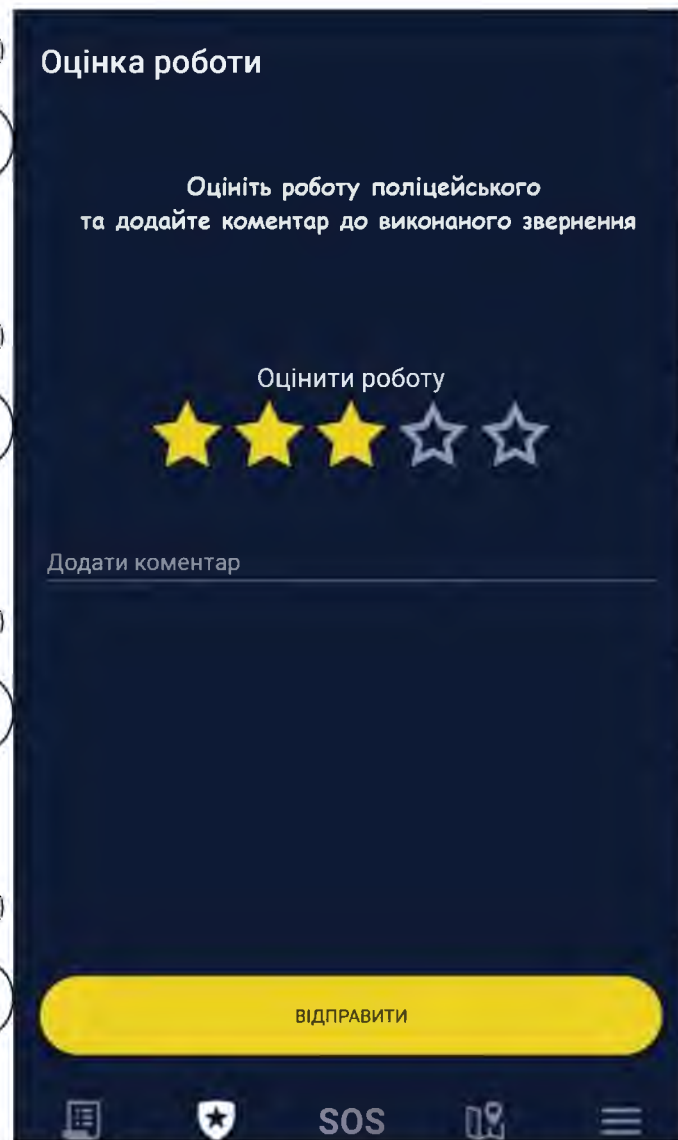 Оцінка роботи
Оцініть роботу поліцейського
та додайте коментар до виконаного звернення
Оцінити роботу
Додати коментар
ВІДПРАВИТИ
SOS